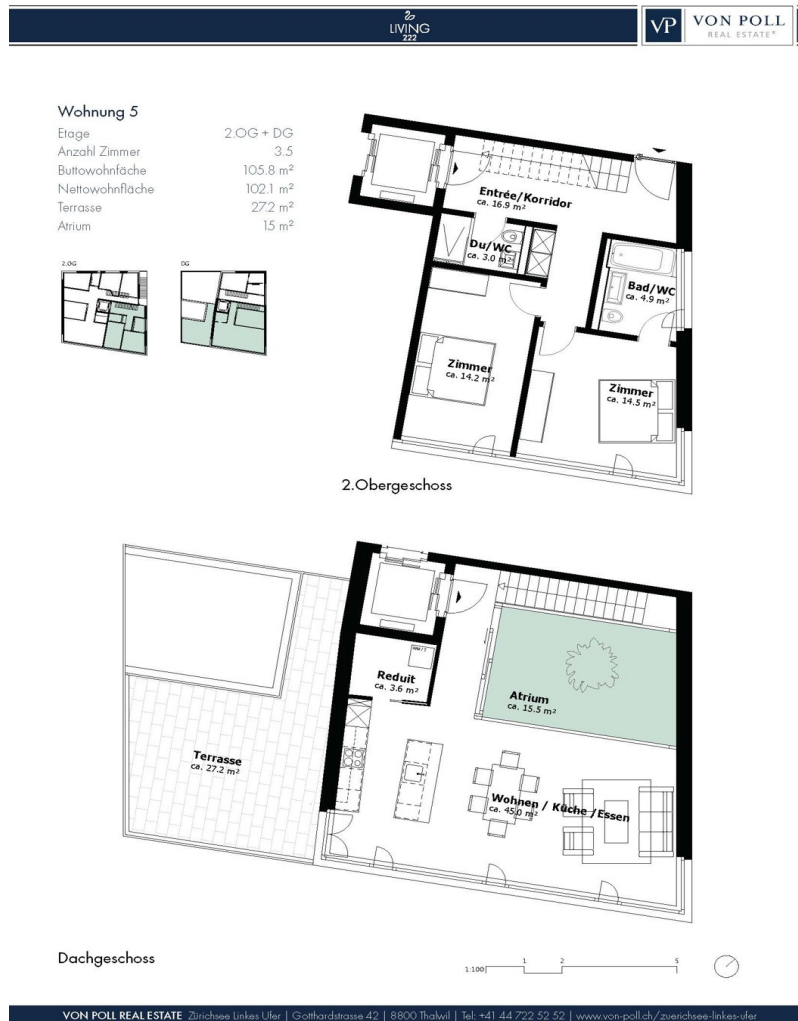 LIVING
222
VP VON POLL
REAL ESTATE®
Wohnung 5
Etage 2.OG + DG
Anzahl Zimmer 3.5
Buttowohnfäche 105.8 m²
Nettowohnfläche 102.1 m²
Terrasse 27.2 m²
Atrium 15 m²
2.OG
DG
Entrée/Korridor
ca. 16.9 m²
Du/WC
ca. 3.0 m²
Bad/WC
ca. 4.9 m²
Zimmer
ca. 14.2 m²
Zimmer
ca. 14.5 m²
2.Obergeschoss
WM / T
Reduit
ca. 3.6 m²
Atrium
ca. 15.5 m²
Terrasse
ca. 27.2 m²
Wohnen / Küche /Essen
ca. 45.0 m²
Dachgeschoss
1:100 1 2 5
VON POLL REAL ESTATE Zürichsee Linkes Ufer | Gotthardstrasse 42 | 8800 Thalwil | Tel: +41 44 722 52 52 | www.von-poll.ch/zuerichsee-linkes-ufer